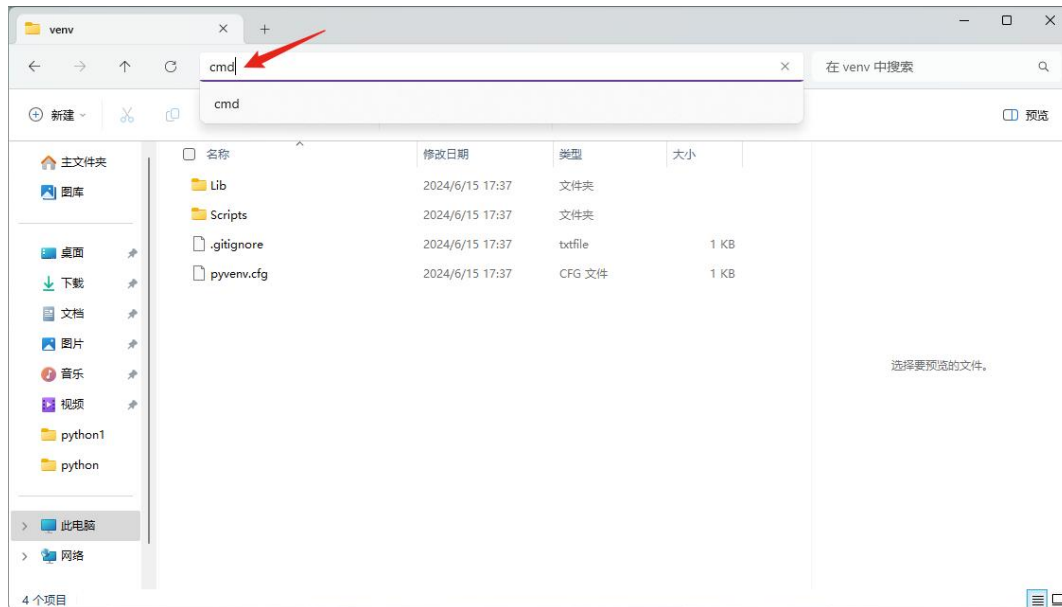 venv
cmd
在 venv 中搜索
cmd
新建
预览
名称 修改日期 类型 大小
Lib 2024/6/15 17:37 文件夹
Scripts 2024/6/15 17:37 文件夹
.gitignore 2024/6/15 17:37 txtfile 1 KB
pyvenv.cfg 2024/6/15 17:37 CFG 文件 1 KB
主文件夹
图库
桌面
下载
文档
图片
音乐
视频
python1
python
此电脑
网络
选择要预览的文件。
4 个项目